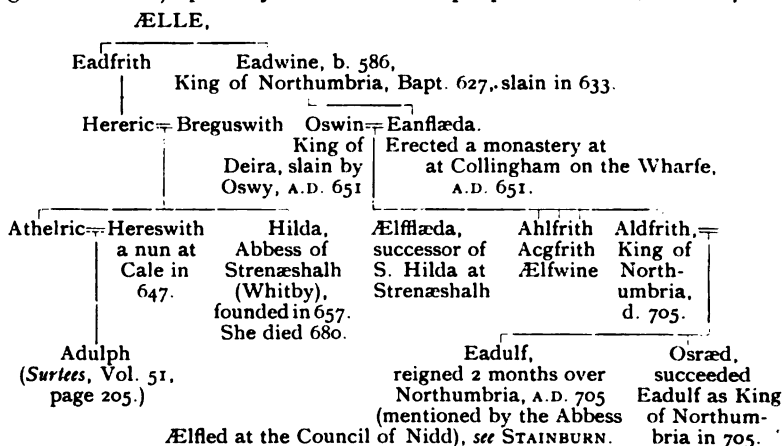 ÆLLE,
Eadfrith Eadwine, b. 586,
King of Northumbria, Bapt. 627, slain in 633.
Hereric = Breguswith Oswin = Eanflæda.
King of Erected a monastery at
Deira, slain by at Collingham on the Wharfe,
Oswy, A.D. 651 A.D. 651.
Athelric = Hereswith Hilda, Ælfflæda, Ahlfrith Aldfrith, =
a nun at Abbess of successor of Acgfrith King of
Cale in Strenæshalh S. Hilda at Ælfwine North-
647. (Whitby), Strenæshalh umbria,
founded in 657. d. 705.
She died 680.
Adulph Eadulf, Osræd,
(Surtees, Vol. 51, reigned 2 months over succeeded
page 205.) Northumbria, A.D. 705 Eadulf as King
(mentioned by the Abbess of Northum-
Ælfled at the Council of Nidd), see STAINBURN. bria in 705.